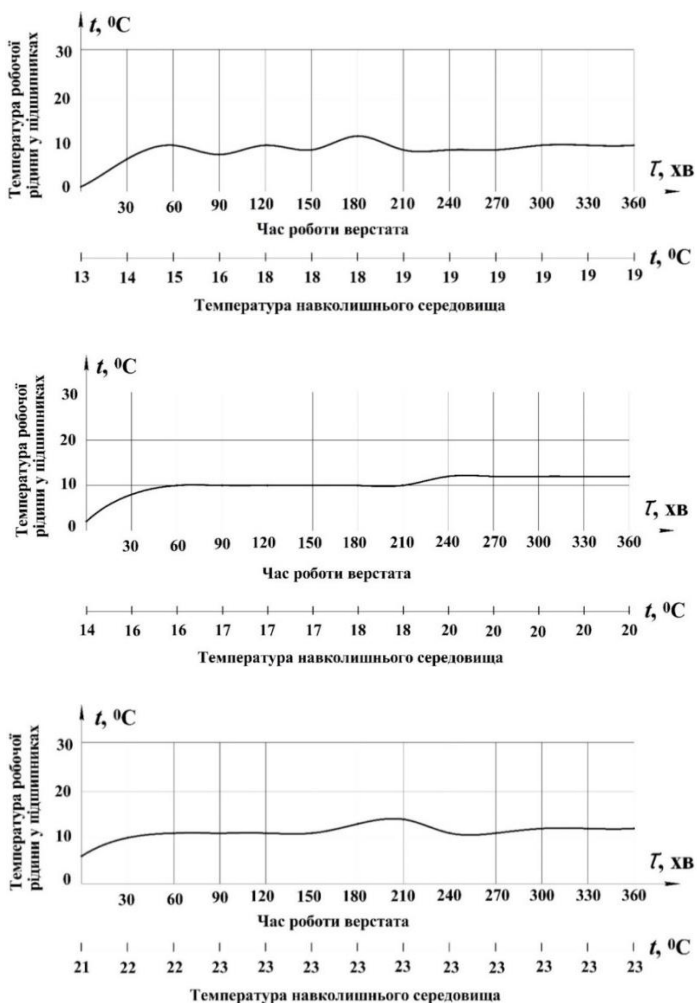 t, ⁰C
Температура робочої
рідини у підшипниках
30
20
10
0
30 60 90 120 150 180 210 240 270 300 330 360
τ, хв
Час роботи верстата
13 14 15 16 18 18 18 19 19 19 19 19 19
t, ⁰C
Температура навколишнього середовища
t, ⁰C
Температура робочої
рідини у підшипниках
30
20
10
0
30 60 90 120 150 180 210 240 270 300 330 360
τ, хв
Час роботи верстата
14 16 16 17 17 17 18 18 20 20 20 20 20
t, ⁰C
Температура навколишнього середовища
t, ⁰C
Температура робочої
рідини у підшипниках
30
20
10
0
30 60 90 120 150 180 210 240 270 300 330 360
τ, хв
Час роботи верстата
21 22 22 23 23 23 23 23 23 23 23 23 23
t, ⁰C
Температура навколишнього середовища